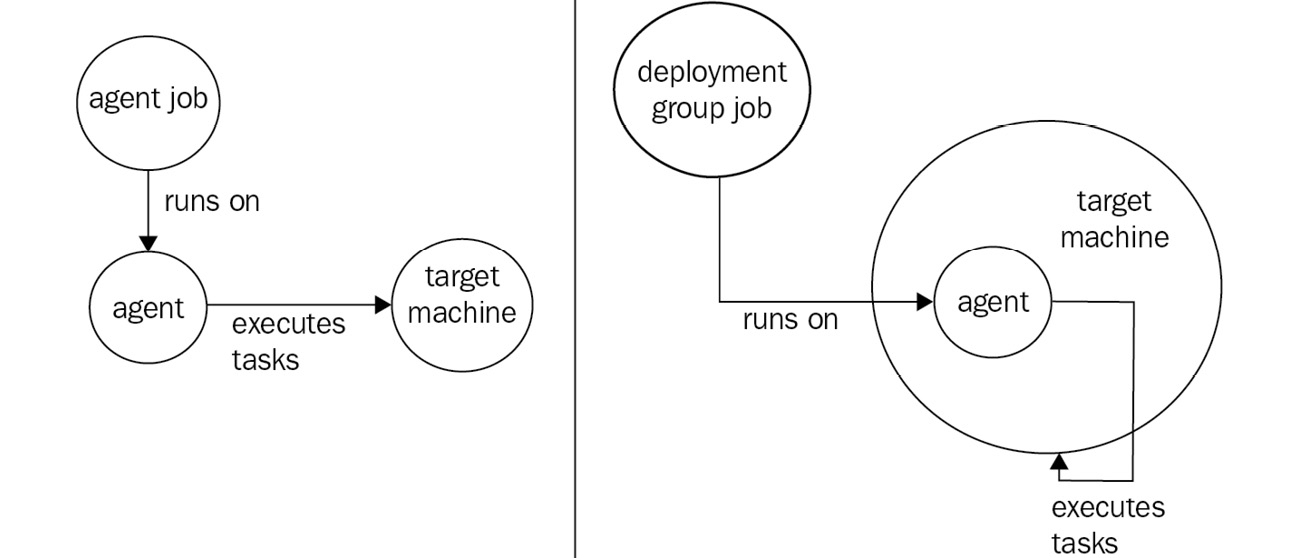 agent job
runs on
agent
executes
tasks
target
machine
deployment
group job
runs on
agent
target
machine
executes
tasks